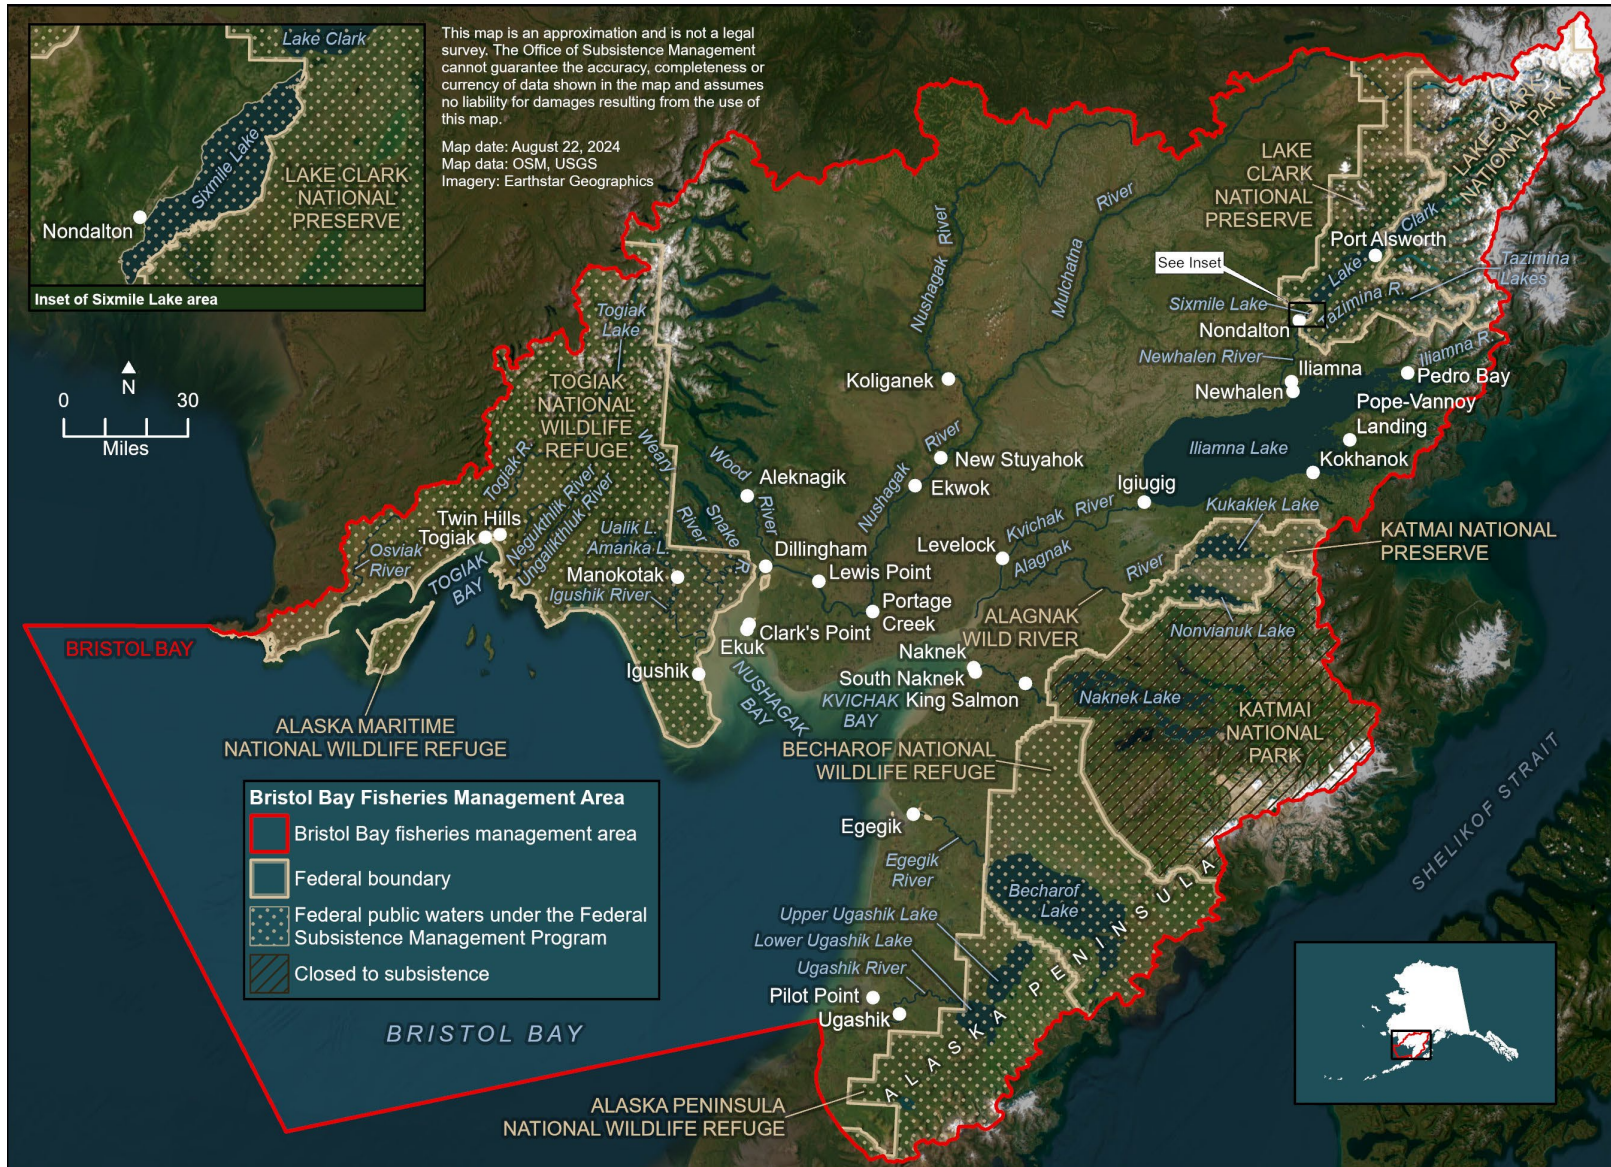 Lake Clark
Sixmile Lake
LAKE CLARK
NATIONAL
PRESERVE
Nondalton
Inset of Sixmile Lake area
This map is an approximation and is not a legal
survey. The Office of Subsistence Management
cannot guarantee the accuracy, completeness or
currency of data shown in the map and assumes
no liability for damages resulting from the use of
this map.
Map date: August 22, 2024
Map data: OSM, USGS
Imagery: Earthstar Geographics
N
0 30
Miles
LAKE
CLARK
NATIONAL
PRESERVE
LAKE CLARK
NATIONAL PARK
Nushagak River
Mulchatna River
See Inset
Port Alsworth
Lake Clark
Tazimina
Lakes
Tazimina R.
Sixmile Lake
Nondalton
Newhalen River
Iliamna R.
Iliamna
Newhalen
Pedro Bay
Pope-Vannoy
Landing
Iliamna Lake
Kokhanok
Togiak
Lake
TOGIAK
NATIONAL
WILDLIFE
REFUGE
Koliganek
New Stuyahok
Ekwok
Nushagak River
Igiugig
Kukaklek Lake
KATMAI NATIONAL
PRESERVE
Kvichak River
Levelock
Alagnak River
Weary River
Wood River
Aleknagik
Snake R.
Togiak R.
Twin Hills
Togiak
Negukthlik River
Ungalikthluk River
Ualik L.
Amanka L.
Osviak
River
TOGIAK
BAY
Manokotak
Igushik River
Dillingham
Lewis Point
Portage
Creek
Clark's Point
Ekuk
Igushik
ALAGNAK
WILD RIVER
Nonvianuk Lake
Naknek
South Naknek
King Salmon
Naknek Lake
NUSHAGAK
BAY
KVICHAK
BAY
KATMAI
NATIONAL
PARK
BRISTOL BAY
ALASKA MARITIME
NATIONAL WILDLIFE REFUGE
BECHAROF NATIONAL
WILDLIFE REFUGE
Egegik
Egegik
River
Becharof
Lake
Upper Ugashik Lake
Lower Ugashik Lake
Ugashik River
Pilot Point
Ugashik
ALASKA PENINSULA
SHELIKOF STRAIT
Bristol Bay Fisheries Management Area
Bristol Bay fisheries management area
Federal boundary
Federal public waters under the Federal
Subsistence Management Program
Closed to subsistence
BRISTOL BAY
ALASKA PENINSULA
NATIONAL WILDLIFE REFUGE